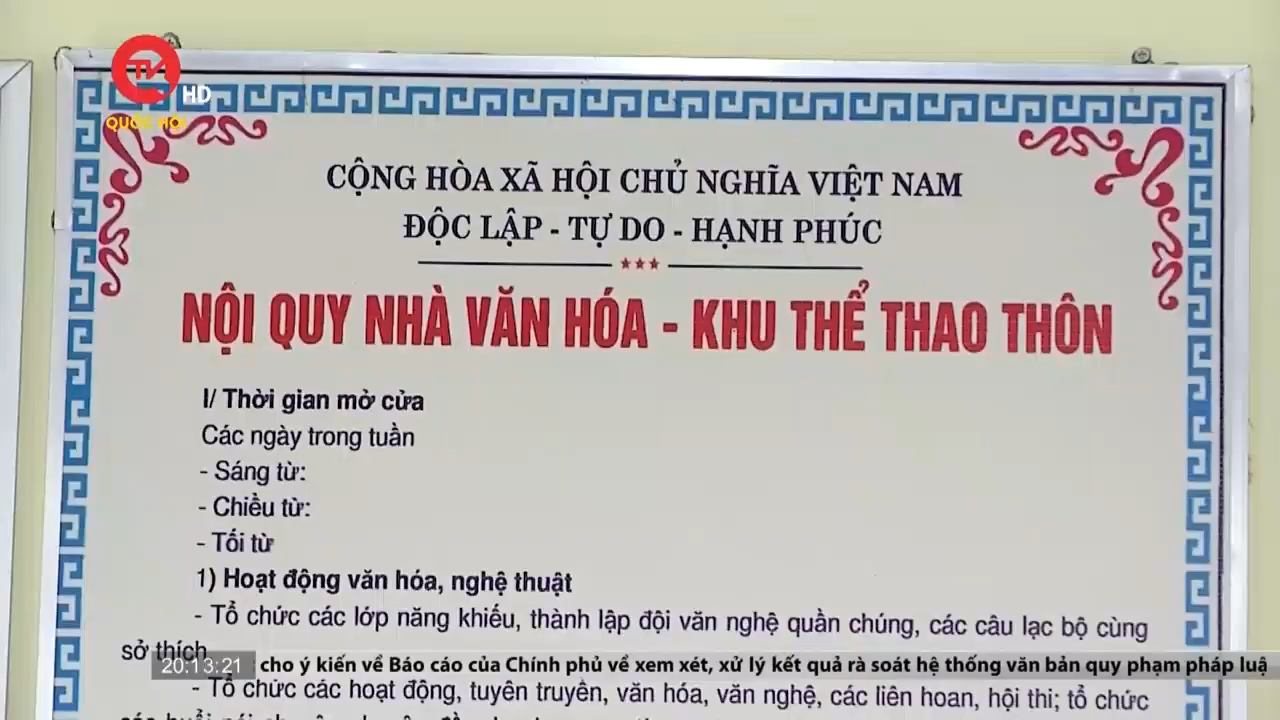 TV
HD
QUỐC HỘI
CỘNG HÒA XÃ HỘI CHỦ NGHĨA VIỆT NAM
ĐỘC LẬP - TỰ DO - HẠNH PHÚC
NỘI QUY NHÀ VĂN HÓA - KHU THỂ THAO THÔN
I/ Thời gian mở cửa
Các ngày trong tuần
- Sáng từ:
- Chiều từ:
- Tối từ
1) Hoạt động văn hóa, nghệ thuật
- Tổ chức các lớp năng khiếu, thành lập đội văn nghệ quần chúng, các câu lạc bộ cùng
sở thích
20:13:21 cho ý kiến về Báo cáo của Chính phủ về xem xét, xử lý kết quả rà soát hệ thống văn bản quy phạm pháp luậ
- Tổ chức các hoạt động, tuyên truyền, văn hóa, văn nghệ, các liên hoan, hội thi; tổ chức